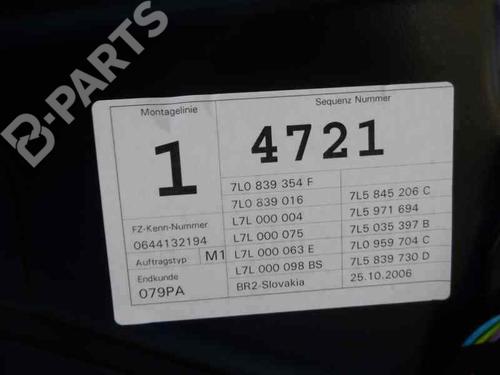 B-PARTS
Montagelinie
1
FZ-Kenn-Nummer
0644132194
Auftragstyp M1
Endkunde
079PA
Sequenz Nummer
4721
7L0 839 354 F
7L0 839 016
L7L 000 004
L7L 000 075
L7L 000 063 E
L7L 000 098 BS
BR2-Slovakia
7L5 845 206 C
7L5 971 694
7L5 035 397 B
7L0 959 704 C
7L5 839 730 D
25.10.2006